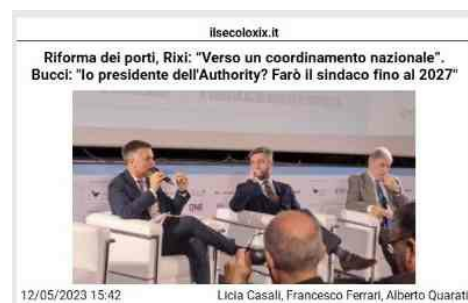 ilsecoloxix.it
Riforma dei porti, Rixi: “Verso un coordinamento nazionale”.
Bucci: "Io presidente dell'Authority? Farò il sindaco fino al 2027"
12/05/2023 15:42
Licia Casali, Francesco Ferrari, Alberto Quarati